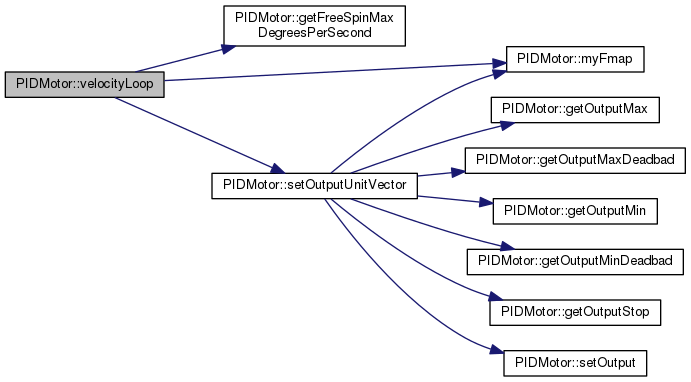 PIDMotor::getFreeSpinMax
DegreesPerSecond
PIDMotor::velocityLoop
PIDMotor::myFmap
PIDMotor::getOutputMax
PIDMotor::getOutputMaxDeadbad
PIDMotor::setOutputUnitVector
PIDMotor::getOutputMin
PIDMotor::getOutputMinDeadbad
PIDMotor::getOutputStop
PIDMotor::setOutput